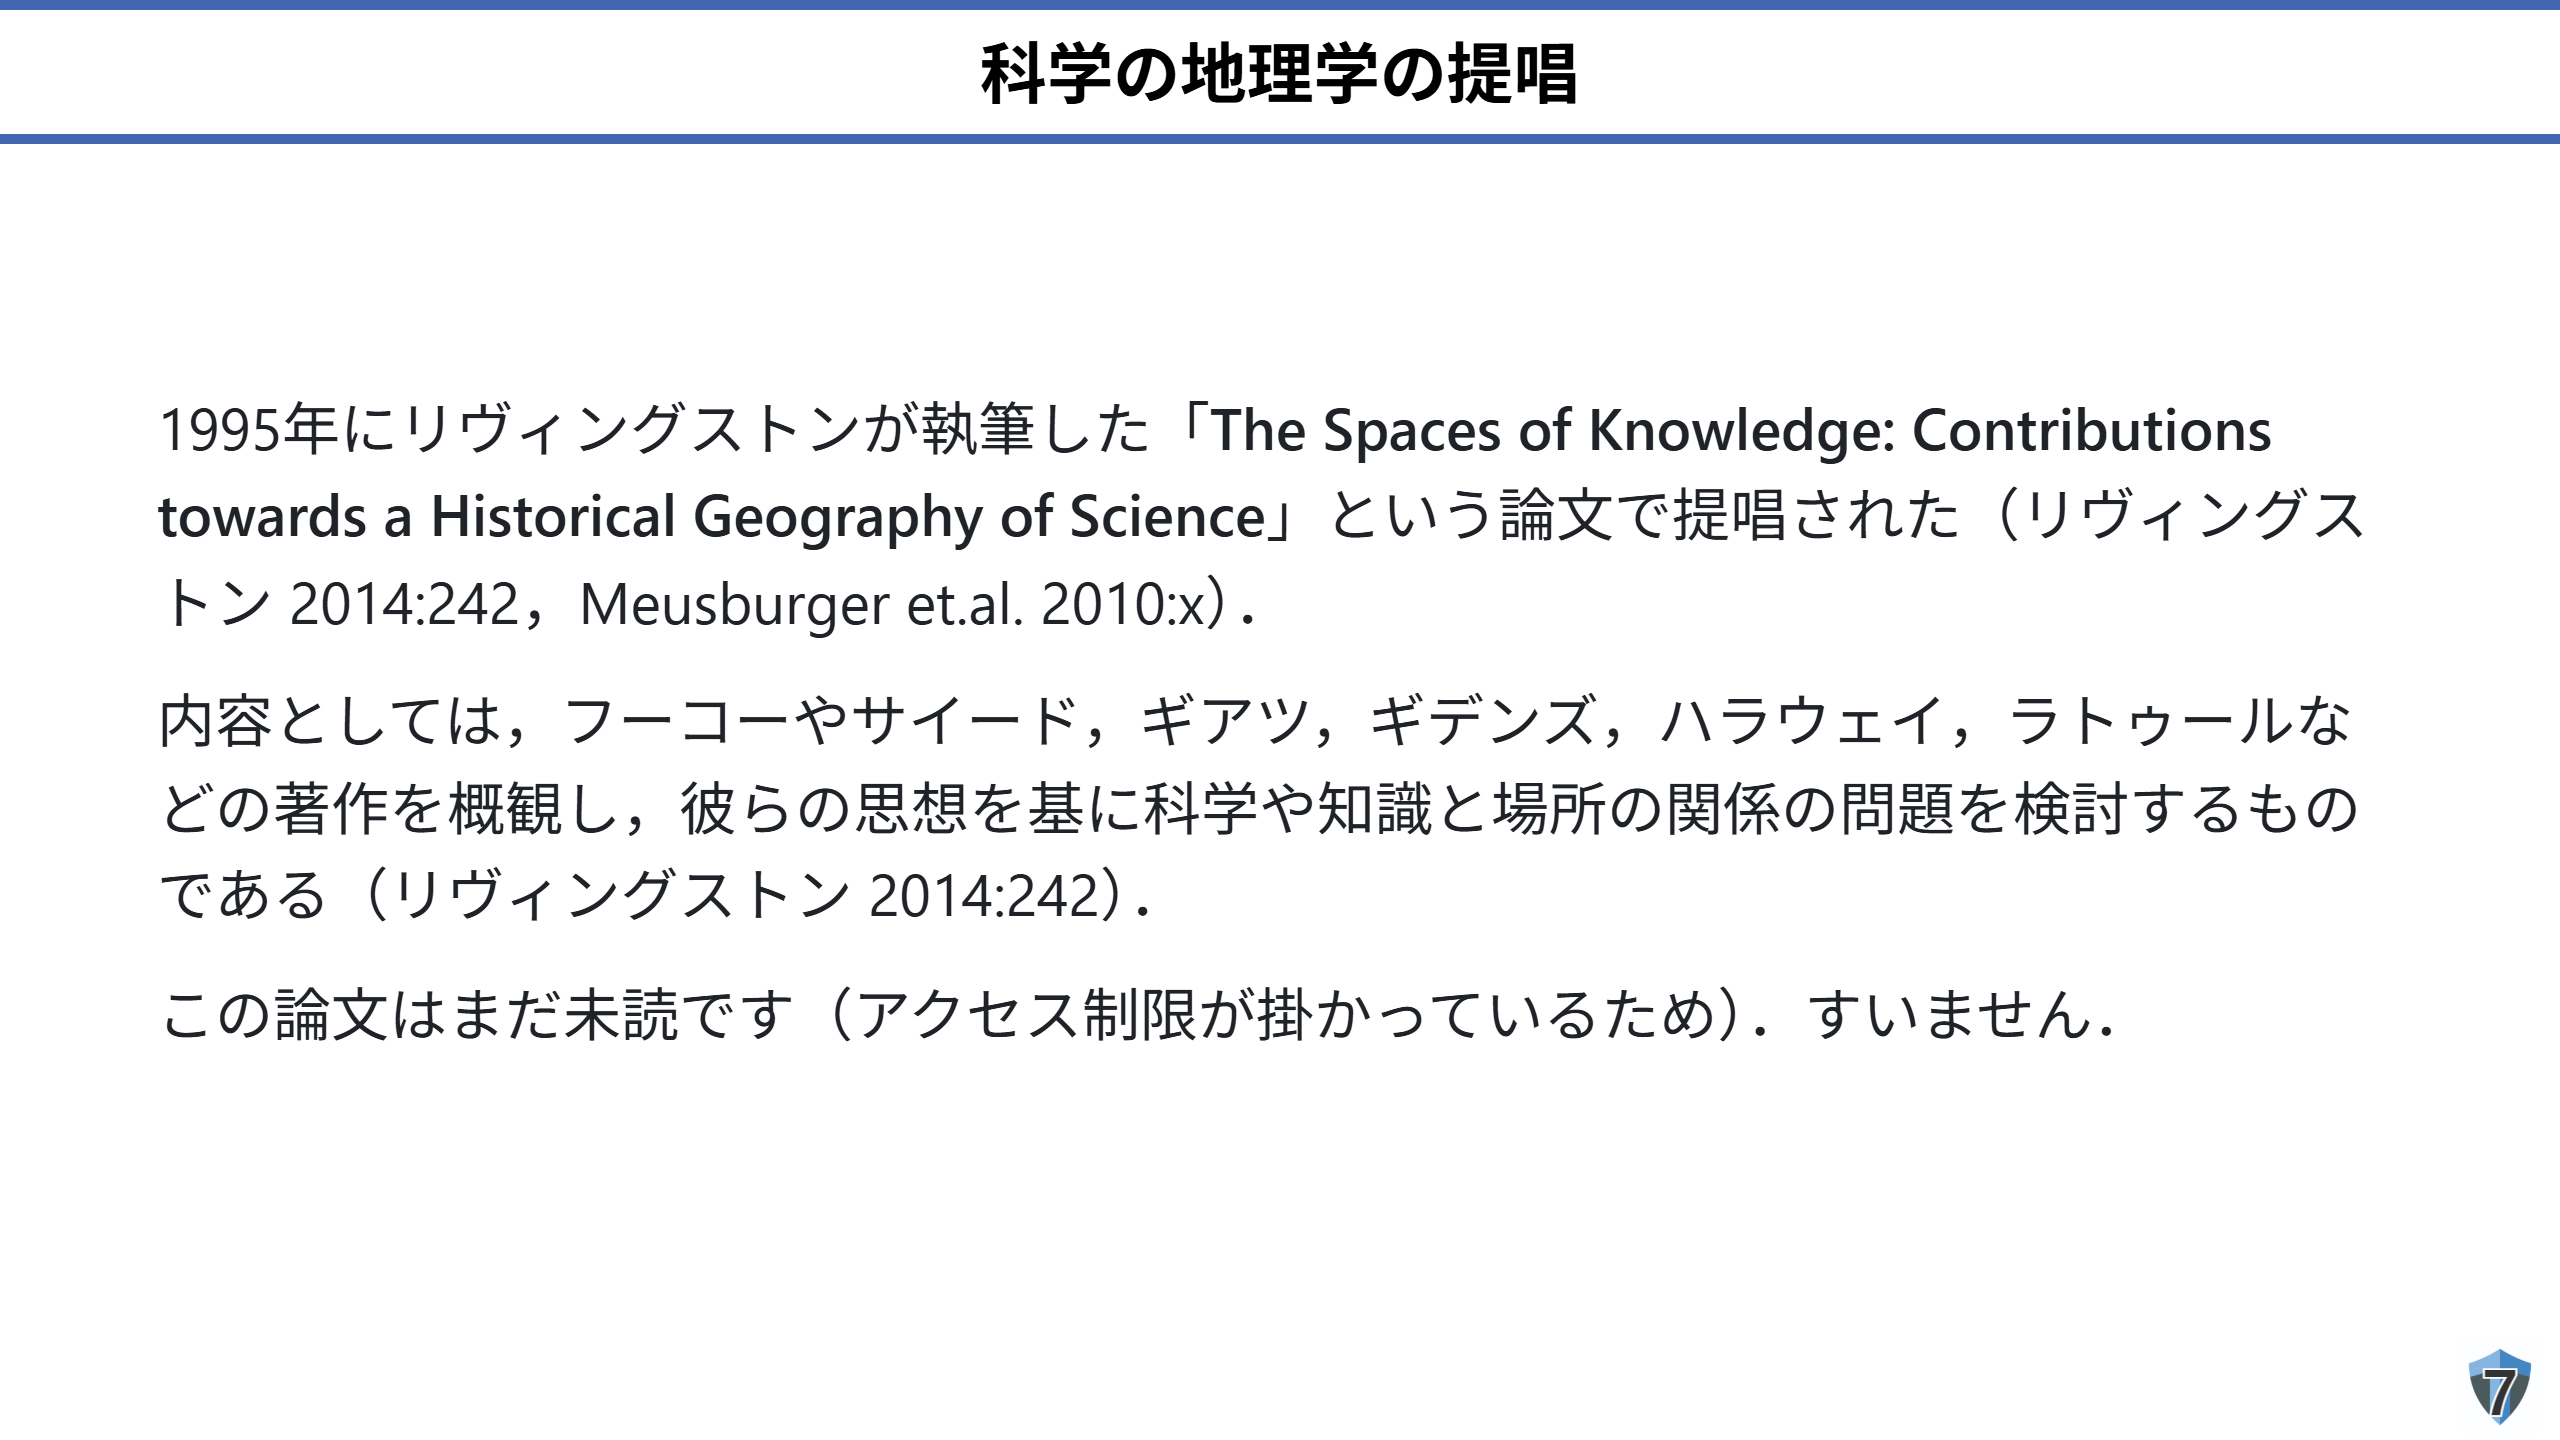 科学の地理学の提唱
1995年にリヴィングストンが執筆した「The Spaces of Knowledge: Contributions
towards a Historical Geography of Science」という論文で提唱された（リヴィングス
トン 2014:242，Meusburger et.al. 2010:x）．
内容としては，フーコーやサイード，ギアツ，ギデンズ，ハラウェイ，ラトゥールな
どの著作を概観し，彼らの思想を基に科学や知識と場所の関係の問題を検討するもの
である（リヴィングストン 2014:242）．
この論文はまだ未読です（アクセス制限が掛かっているため）．すいません．
7